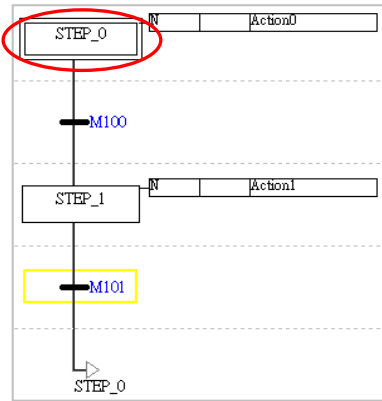 STEP_0 N Action0
M100
STEP_1 N Action1
M101
STEP_0